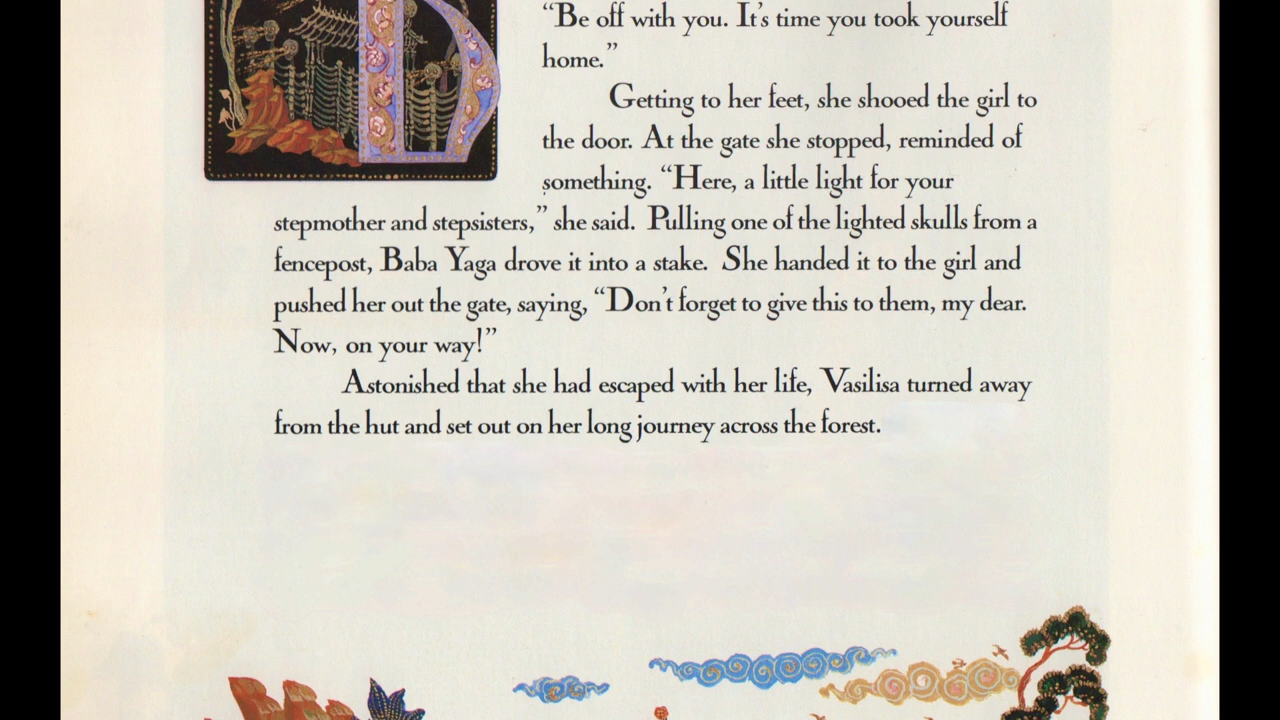 “Be off with you. It’s time you took yourself
home.”
Getting to her feet, she shooed the girl to
the door. At the gate she stopped, reminded of
something. “Here, a little light for your
stepmother and stepsisters,” she said. Pulling one of the lighted skulls from a
fencepost, Baba Yaga drove it into a stake. She handed it to the girl and
pushed her out the gate, saying, “Don’t forget to give this to them, my dear.
Now, on your way!”
Astonished that she had escaped with her life, Vasilisa turned away
from the hut and set out on her long journey across the forest.